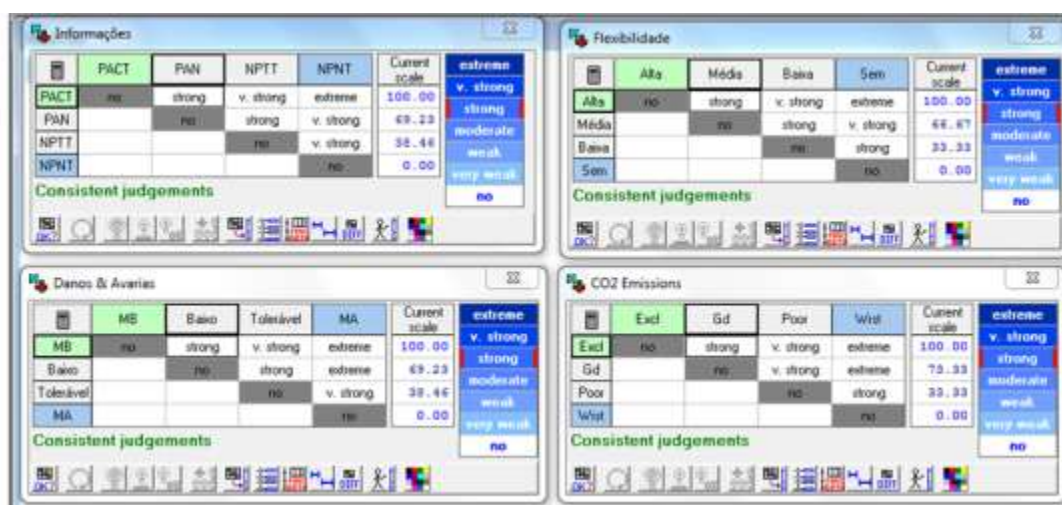 Informações
PACT PAN NPTT NPNT Current scale extreme
PACT no strong v. strong extreme 100.00 v. strong
PAN no strong v. strong 69.23 strong
NPTT no v. strong 38.46 moderate
NPNT no 0.00 weak
very weak
Consistent judgements no
Flexibilidade
Alta Média Baixa Sem Current scale extreme
Alta no strong v. strong extreme 100.00 v. strong
Média no strong v. strong 66.67 strong
Baixa no strong 33.33 moderate
Sem no 0.00 weak
very weak
Consistent judgements no
Danos & Avarias
MB Baixo Tolerável MA Current scale extreme
MB no strong v. strong extreme 100.00 v. strong
Baixo no strong extreme 69.23 strong
Tolerável no v. strong 38.46 moderate
MA no 0.00 weak
very weak
Consistent judgements no
CO2 Emissions
Excl Gd Poor Wrst Current scale extreme
Excl no strong v. strong extreme 100.00 v. strong
Gd no v. strong extreme 73.33 strong
Poor no strong 33.33 moderate
Wrst no 0.00 weak
very weak
Consistent judgements no